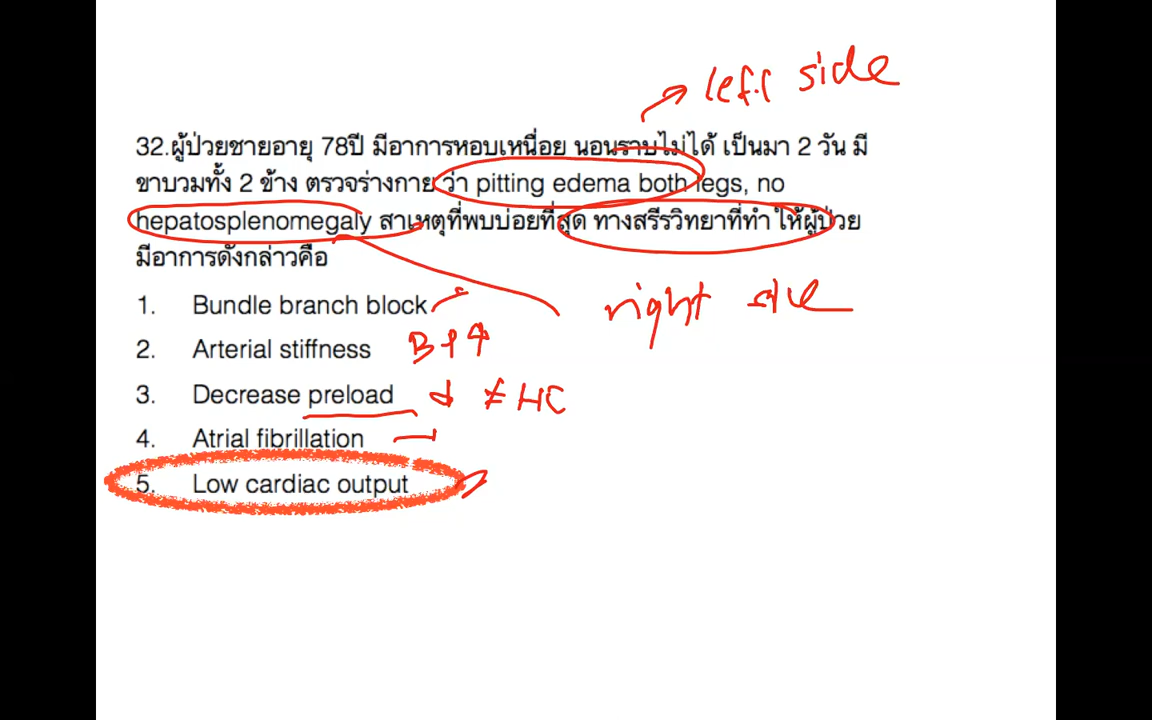 left side
32.ผู้ป่วยชายอายุ 78ปี มีอาการหอบเหนื่อย นอนราบไม่ได้ เป็นมา 2 วัน มี
ขาบวมทั้ง 2 ข้าง ตรวจร่างกาย ว่า pitting edema both legs, no
hepatosplenomegaly สาเหตุที่พบบ่อยที่สุด ทางสรีรวิทยาที่ทำ ให้ผู้ป่วย
มีอาการดังกล่าวคือ
right side
1. Bundle branch block
2. Arterial stiffness BP↑
3. Decrease preload ↓ ≠ HC
4. Atrial fibrillation
5. Low cardiac output